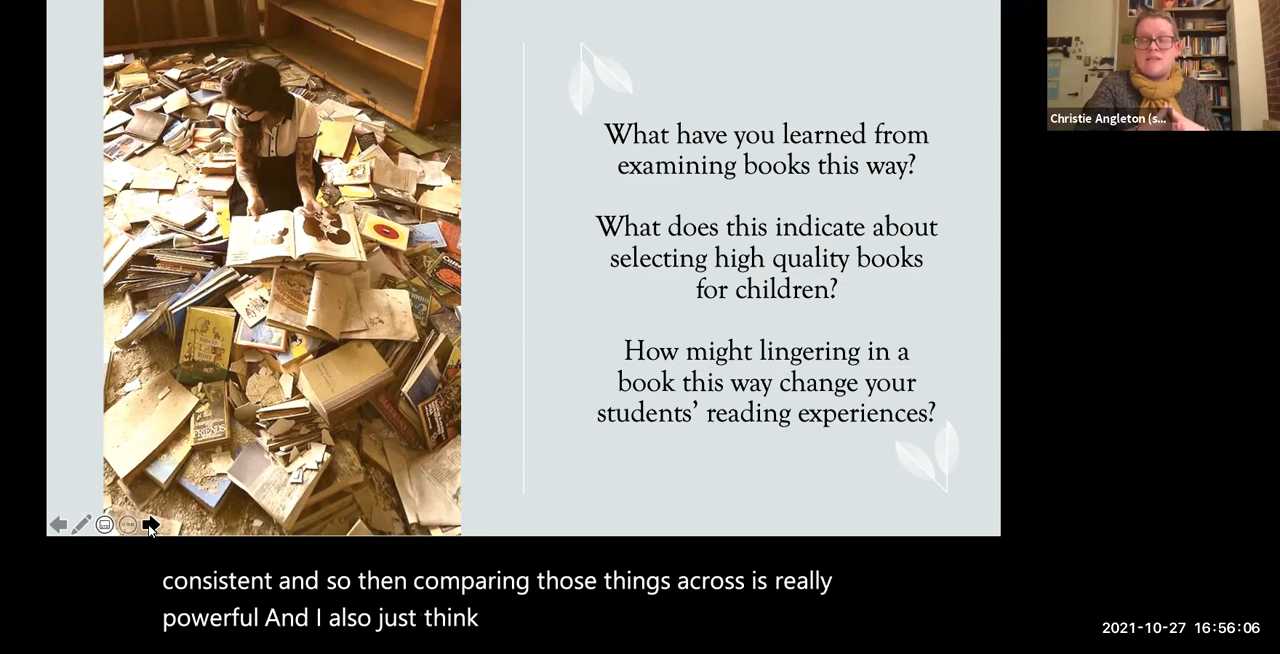 What have you learned from
examining books this way?
What does this indicate about
selecting high quality books
for children?
How might lingering in a
book this way change your
students’ reading experiences?
Christie Angleton (s...
consistent and so then comparing those things across is really
powerful And I also just think
2021-10-27 16:56:06